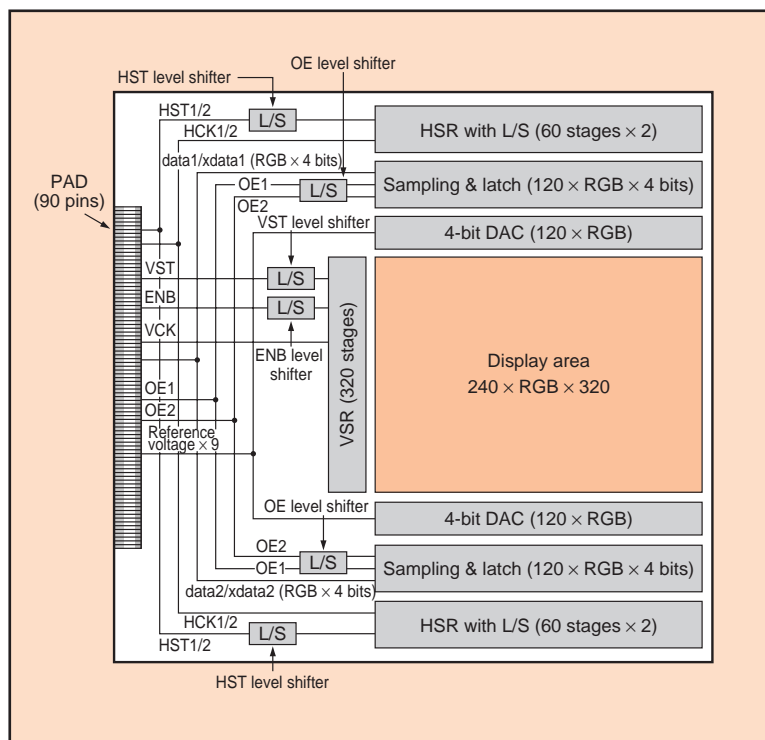 OE level shifter
HST level shifter
HST1/2
L/S
HCK1/2
HSR with L/S (60 stages × 2)
data1/xdata1 (RGB × 4 bits)
PAD
(90 pins)
OE1
L/S
OE2
Sampling & latch (120 × RGB × 4 bits)
VST level shifter
4-bit DAC (120 × RGB)
VST
L/S
ENB
L/S
VCK
ENB level
shifter
VSR (320 stages)
Display area
240 × RGB × 320
OE1
OE2
Reference
voltage × 9
OE level shifter
4-bit DAC (120 × RGB)
OE2
OE1
L/S
Sampling & latch (120 × RGB × 4 bits)
data2/xdata2 (RGB × 4 bits)
HCK1/2
HST1/2
L/S
HSR with L/S (60 stages × 2)
HST level shifter